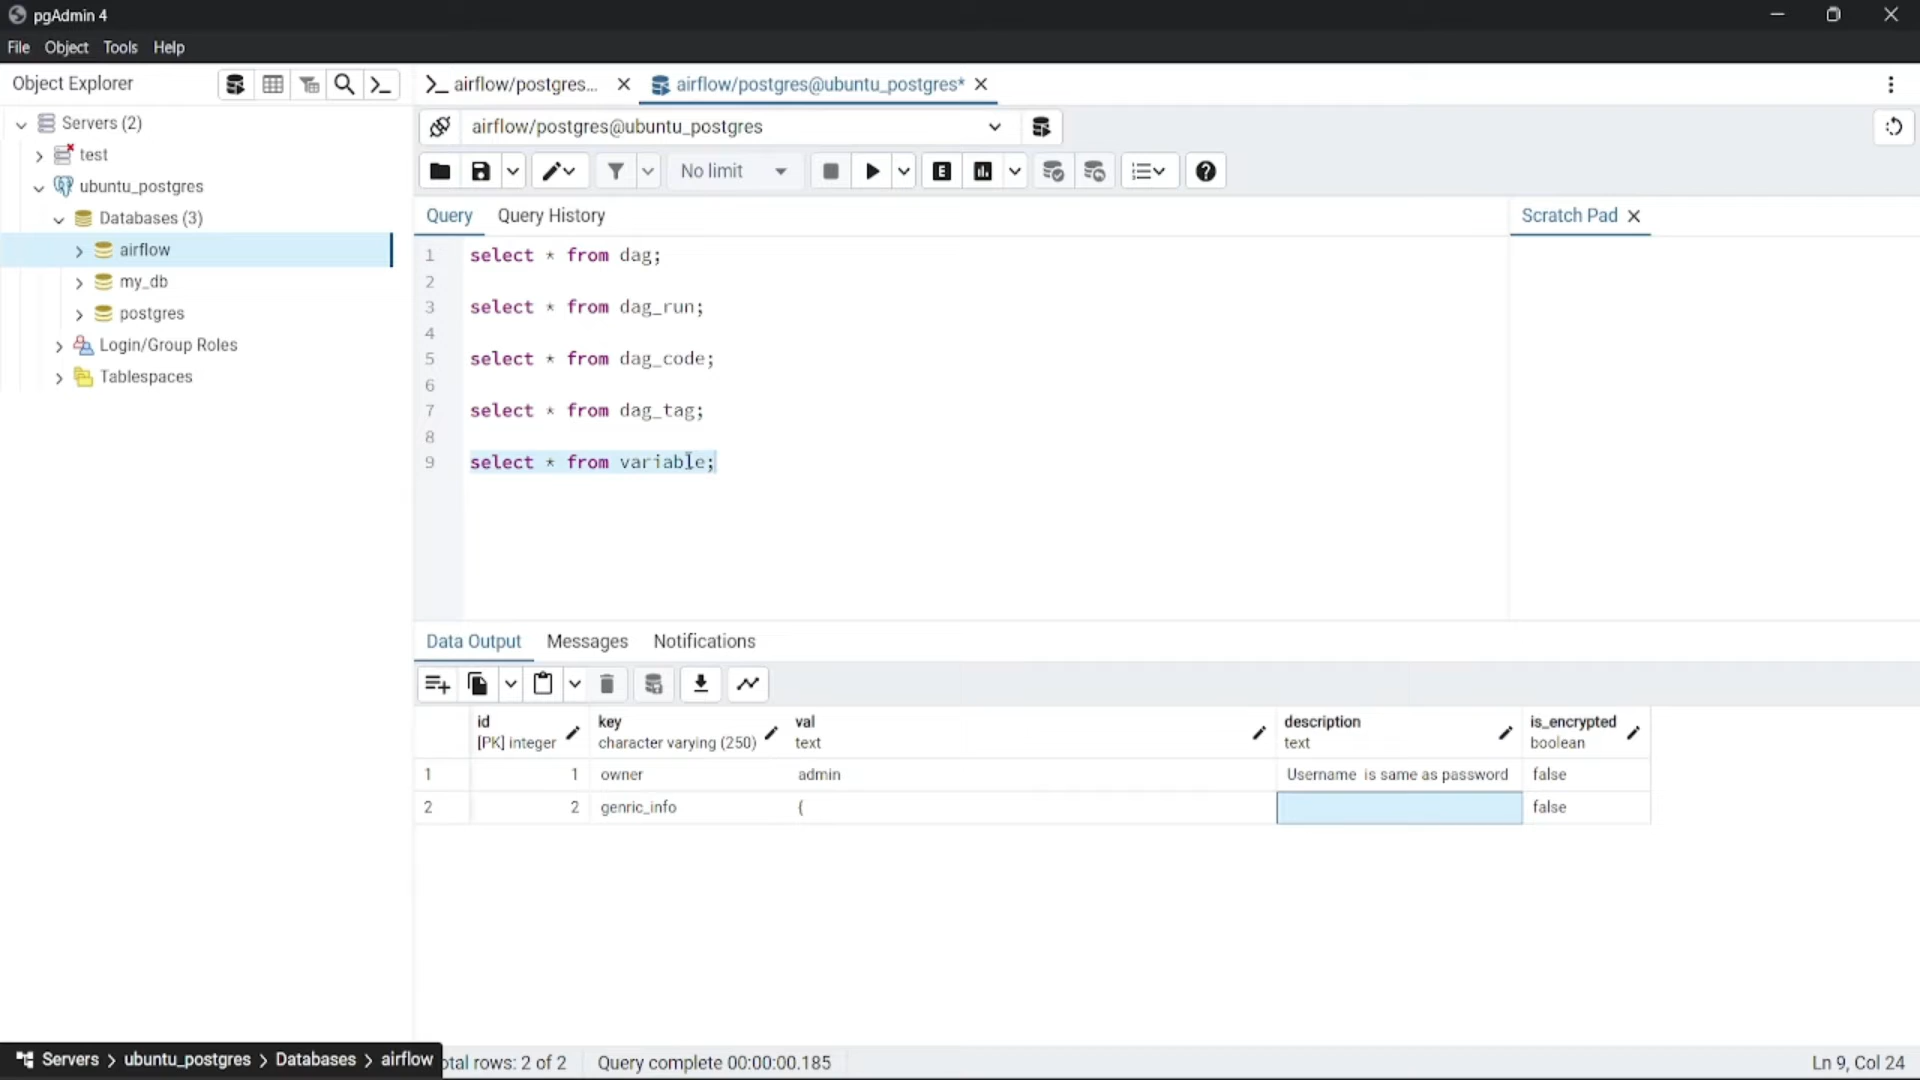 pgAdmin 4
File Object Tools Help
Object Explorer
airflow/postgres...
airflow/postgres@ubuntu_postgres*
Servers (2)
test
ubuntu_postgres
Databases (3)
airflow
my_db
postgres
Login/Group Roles
Tablespaces
airflow/postgres@ubuntu_postgres
No limit
E
Query Query History
Scratch Pad
1 select * from dag;
2
3 select * from dag_run;
4
5 select * from dag_code;
6
7 select * from dag_tag;
8
9 select * from variable;
Data Output Messages Notifications
id key val description is_encrypted
[PK] integer character varying (250) text text boolean
1 1 owner admin Username is same as password false
2 2 genric_info { false
Servers > ubuntu_postgres > Databases > airflow
otal rows: 2 of 2 Query complete 00:00:00.185 Ln 9, Col 24